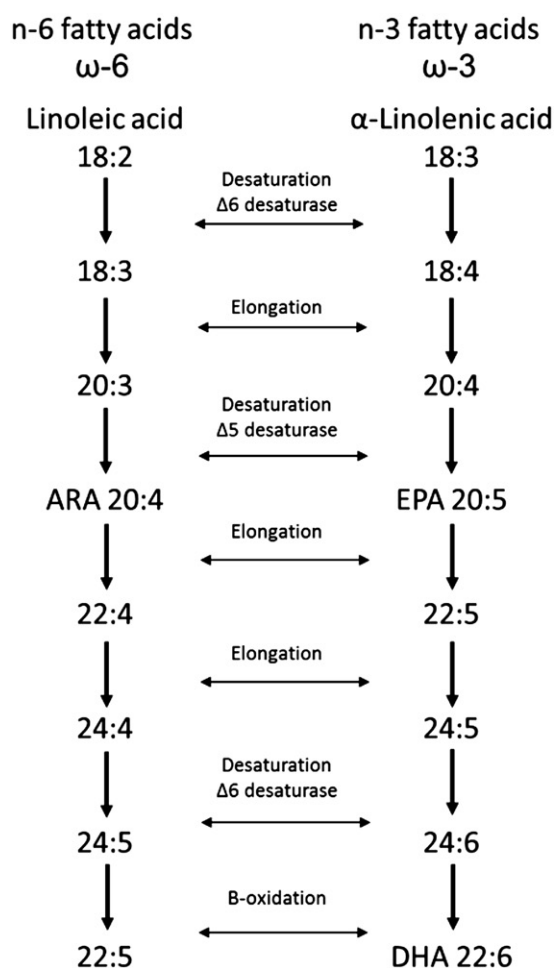 n-6 fatty acids
ω-6
n-3 fatty acids
ω-3
Linoleic acid
18:2
α-Linolenic acid
18:3
Desaturation
Δ6 desaturase
18:3
18:4
Elongation
20:3
20:4
Desaturation
Δ5 desaturase
ARA 20:4
EPA 20:5
Elongation
22:4
22:5
Elongation
24:4
24:5
Desaturation
Δ6 desaturase
24:5
24:6
B-oxidation
22:5
DHA 22:6